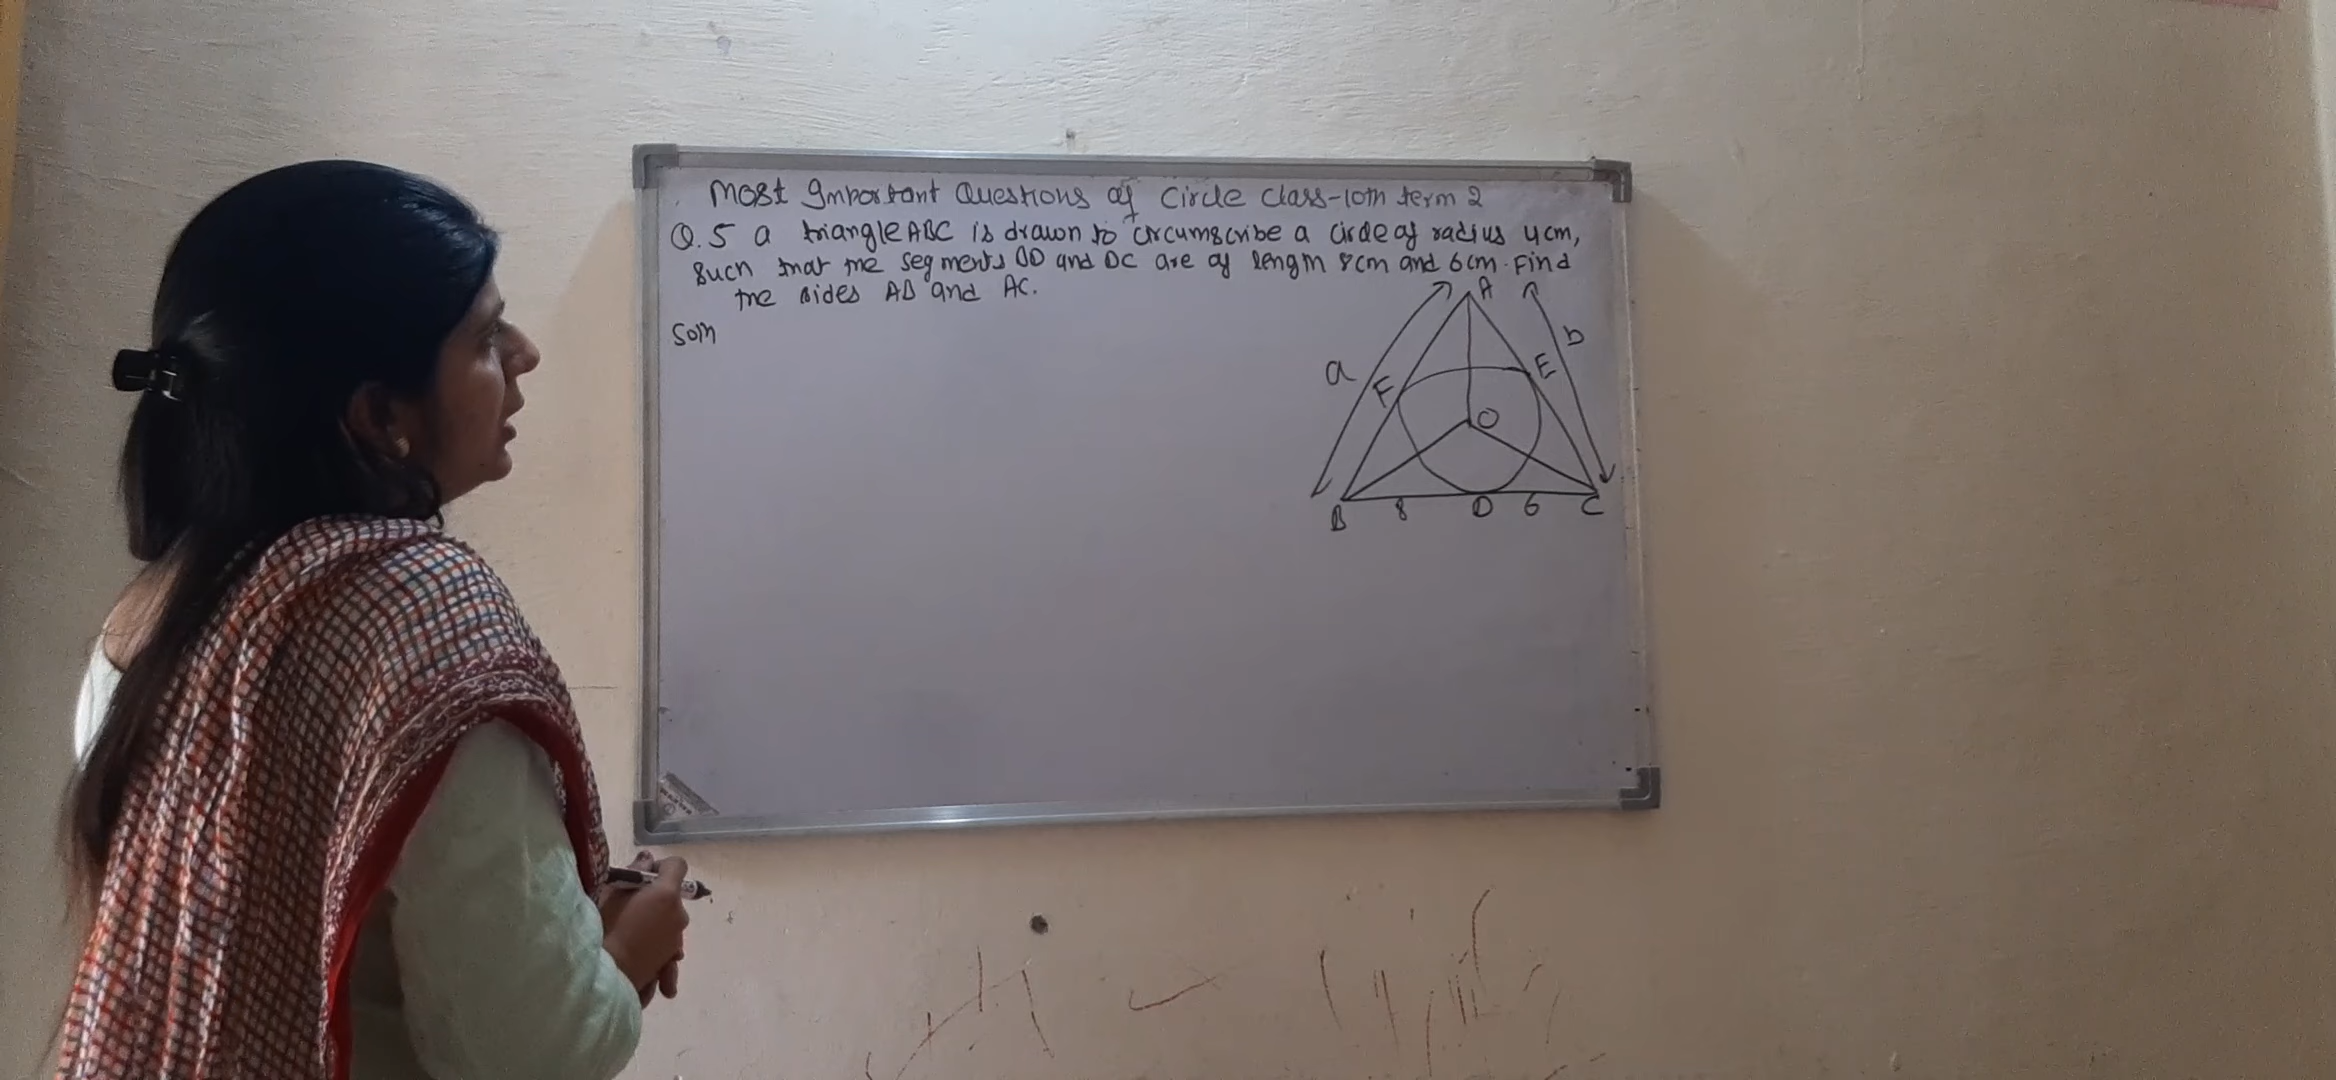 Most Important Questions of Circle Class-10th term 2
Q.5 a triangle ABC is drawn to circumscribe a circle of radius 4cm,
such that the segments BD and DC are of length 8cm and 6cm. Find
the sides AB and AC.
Soln
A
a
b
F
E
O
B
8
D
6
C